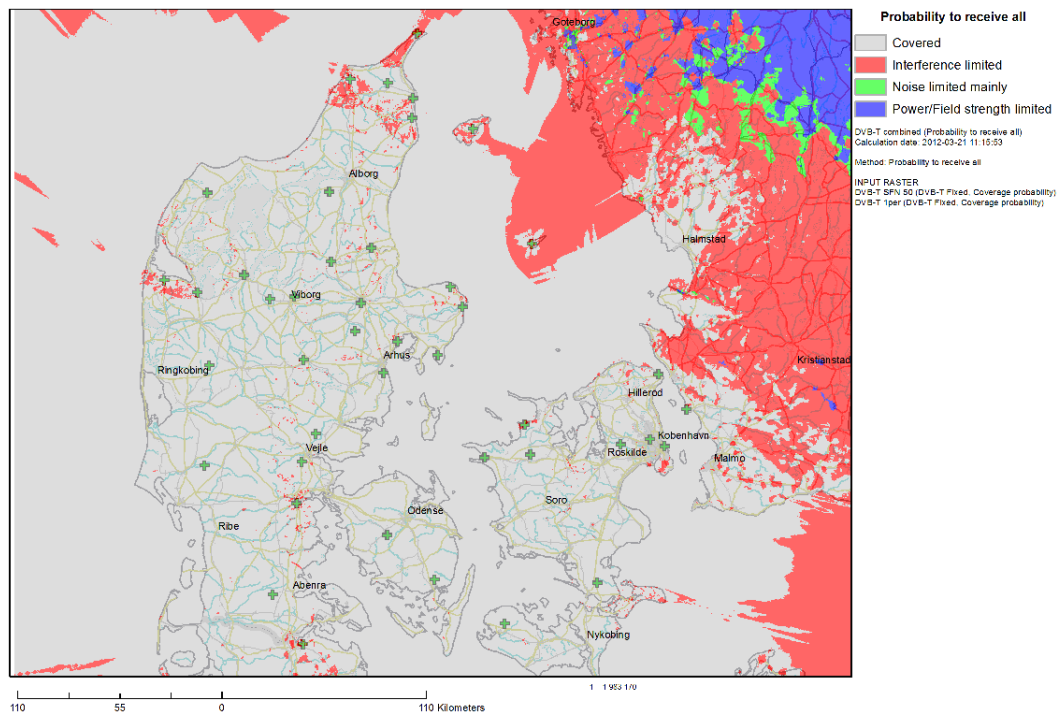 Probability to receive all
Covered
Interference limited
Noise limited mainly
Power/Field strength limited
DVB-T combined (Probability to receive all)
Calculation date: 2012-03-21 11:15:53
Method: Probability to receive all
INPUT RASTER
DVB-T SFN 50 (DVB-T Fixed, Coverage probability)
DVB-T 1per (DVB-T Fixed, Coverage probability)
Goteborg
Alborg
Halmstad
Viborg
Arhus
Kristianstad
Ringkobing
Hillerod
Kobenhavn
Vejle
Roskilde
Malmo
Soro
Odense
Ribe
Abenra
Nykobing
110 55 0 110 Kilometers